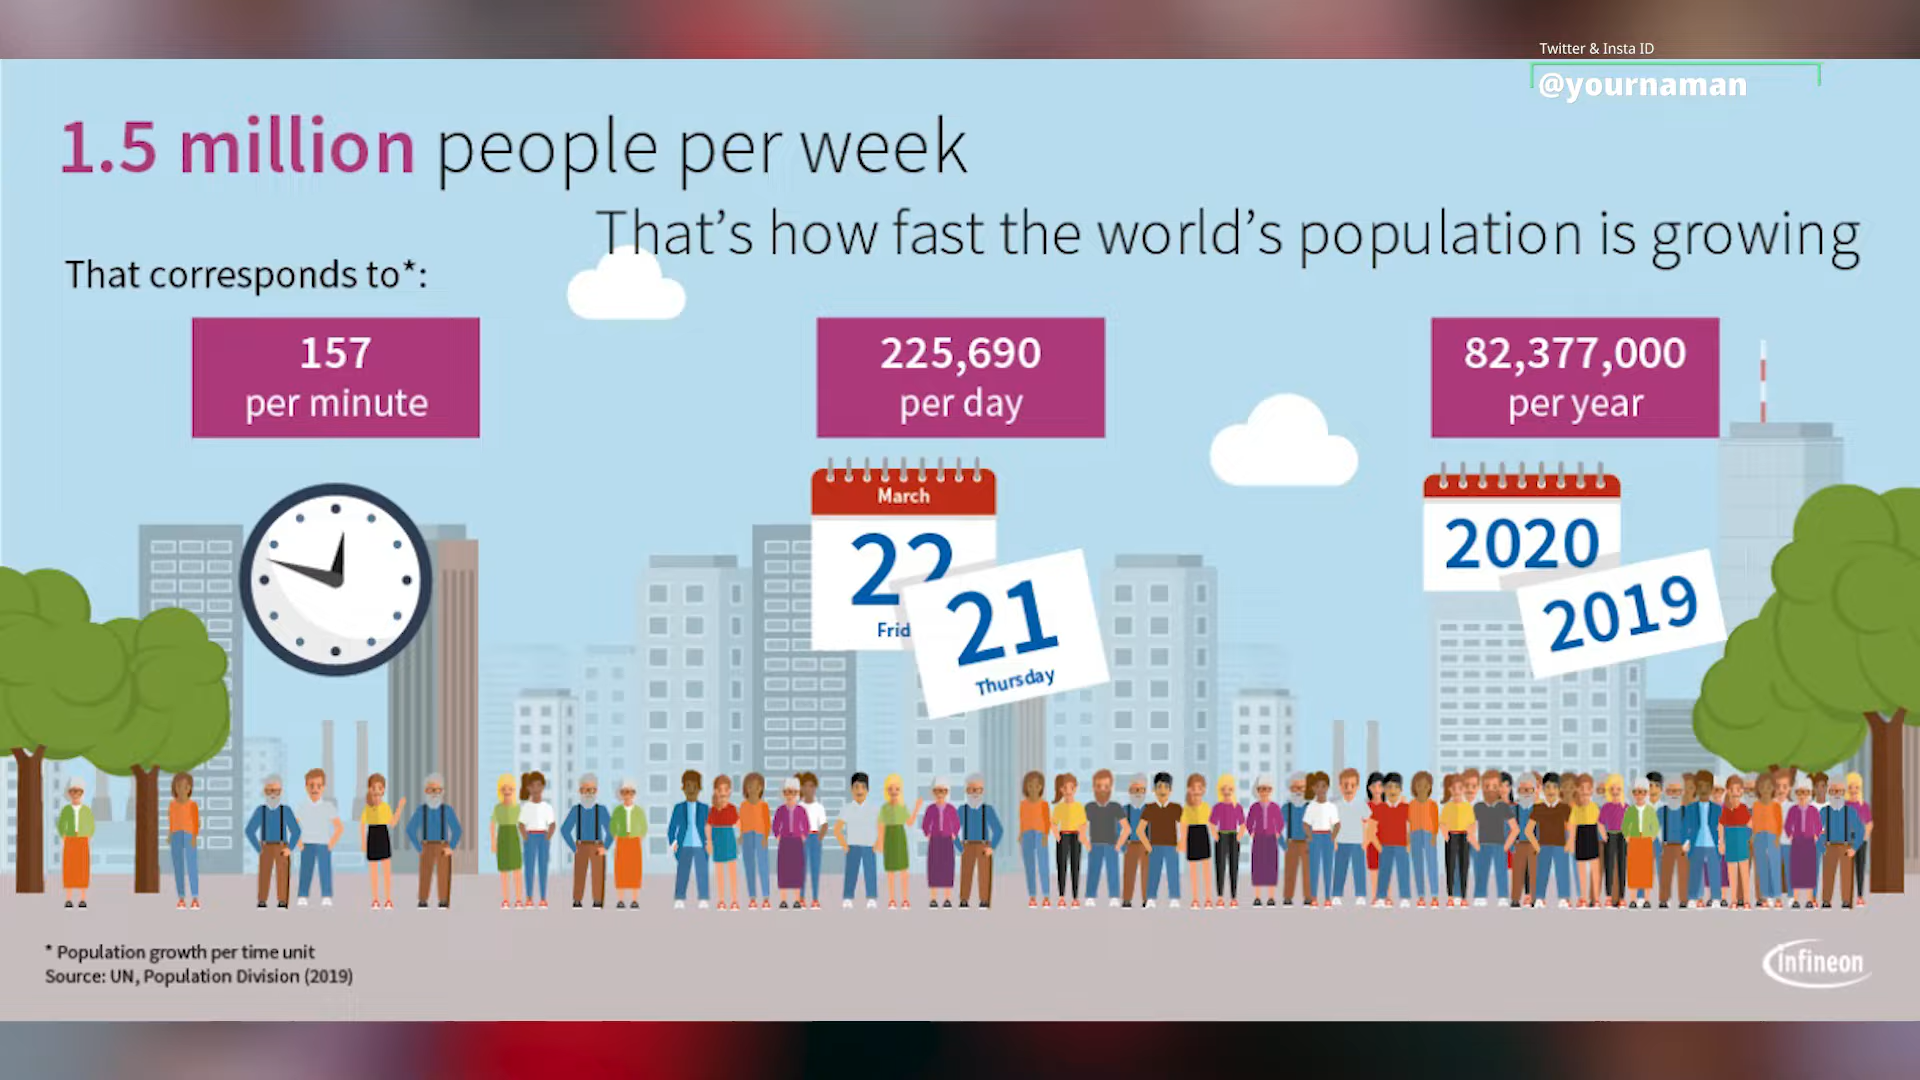 Twitter & Insta ID
@yournaman
1.5 million people per week
That's how fast the world's population is growing
That corresponds to*:
157
per minute
225,690
per day
82,377,000
per year
March
22
Frid
21
Thursday
2020
2019
* Population growth per time unit
Source: UN, Population Division (2019)
infineon